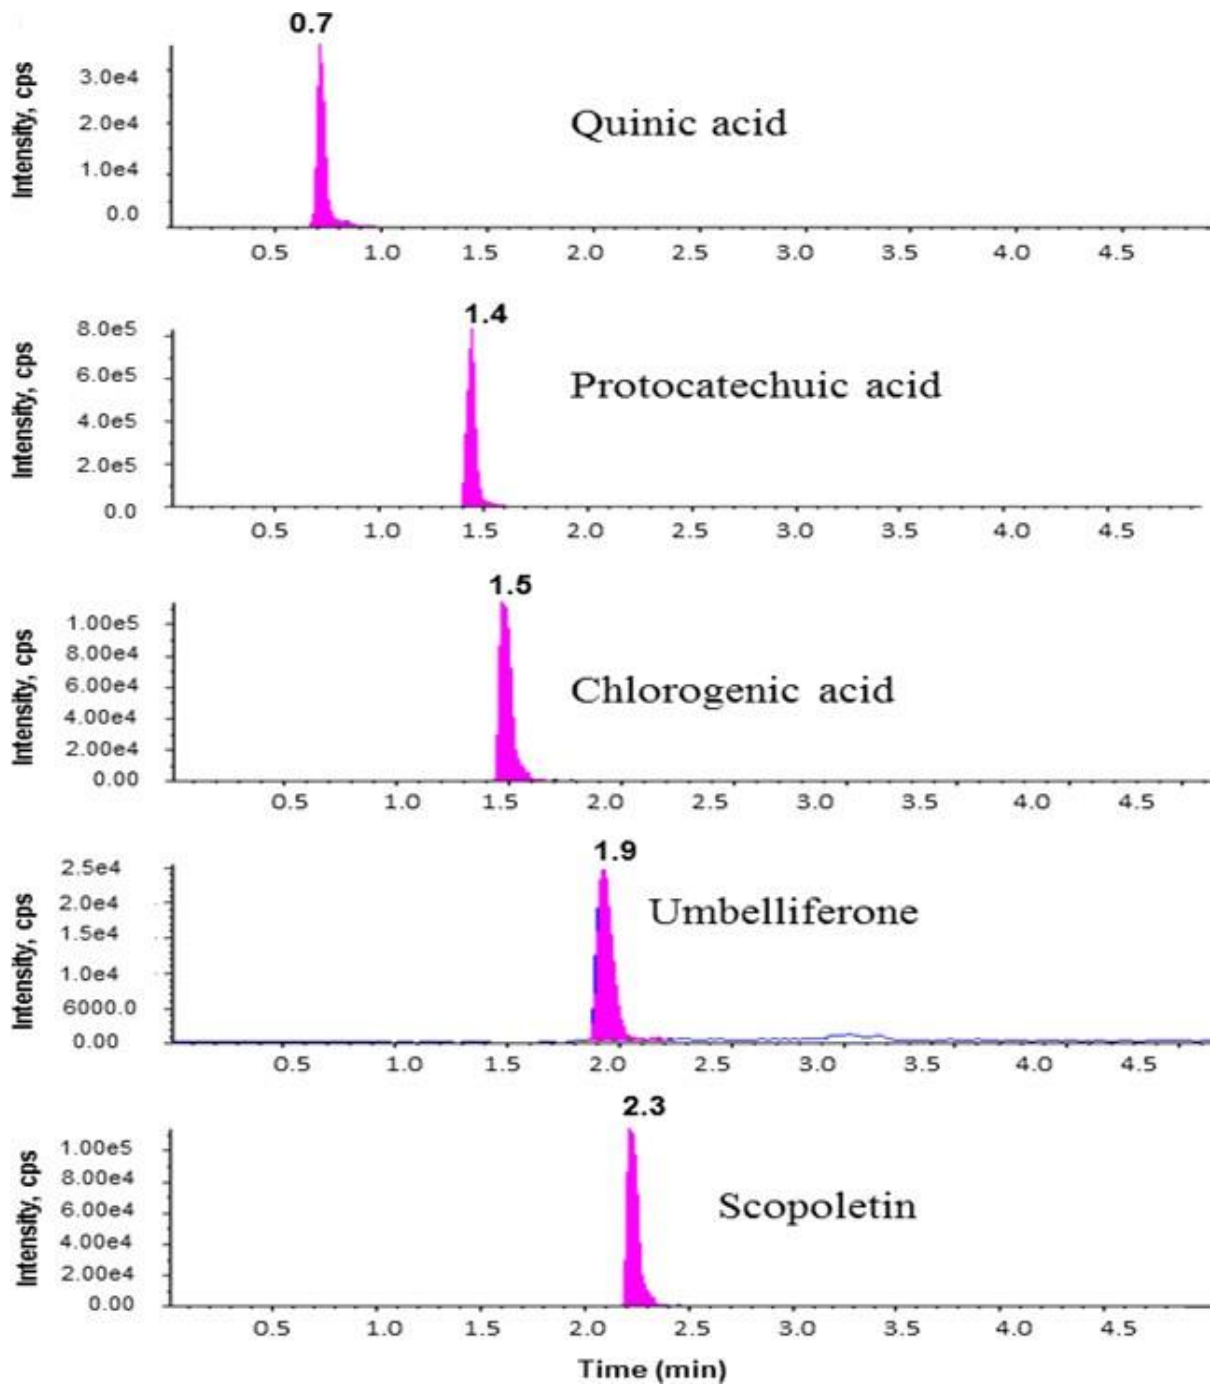 0.7
Intensity, cps
3.0e4
2.0e4
1.0e4
0.0
Quinic acid
0.5 1.0 1.5 2.0 2.5 3.0 3.5 4.0 4.5
1.4
Intensity, cps
8.0e5
6.0e5
4.0e5
2.0e5
0.0
Protocatechuic acid
0.5 1.0 1.5 2.0 2.5 3.0 3.5 4.0 4.5
1.5
Intensity, cps
1.00e5
8.00e4
6.00e4
4.00e4
2.00e4
0.00
Chlorogenic acid
0.5 1.0 1.5 2.0 2.5 3.0 3.5 4.0 4.5
1.9
Intensity, cps
2.5e4
2.0e4
1.5e4
1.0e4
6000.0
0.00
Umbelliferone
0.5 1.0 1.5 2.0 2.5 3.0 3.5 4.0 4.5
2.3
Intensity, cps
1.00e5
8.00e4
6.00e4
4.00e4
2.00e4
0.00
Scopoletin
0.5 1.0 1.5 2.0 2.5 3.0 3.5 4.0 4.5
Time (min)